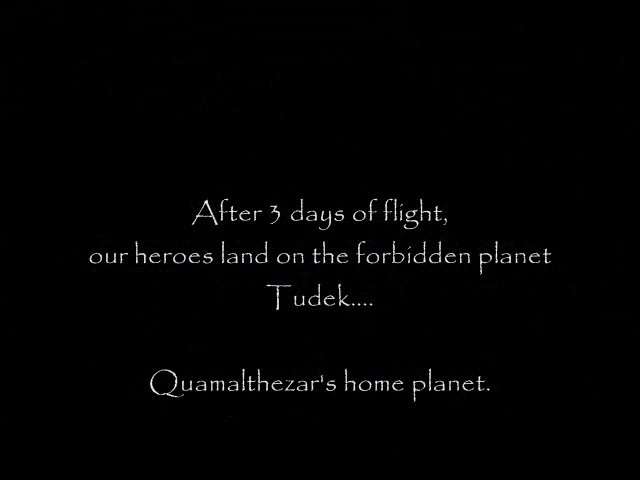 After 3 days of flight,
our heroes land on the forbidden planet
Tudek....
Quamalthezar's home planet.